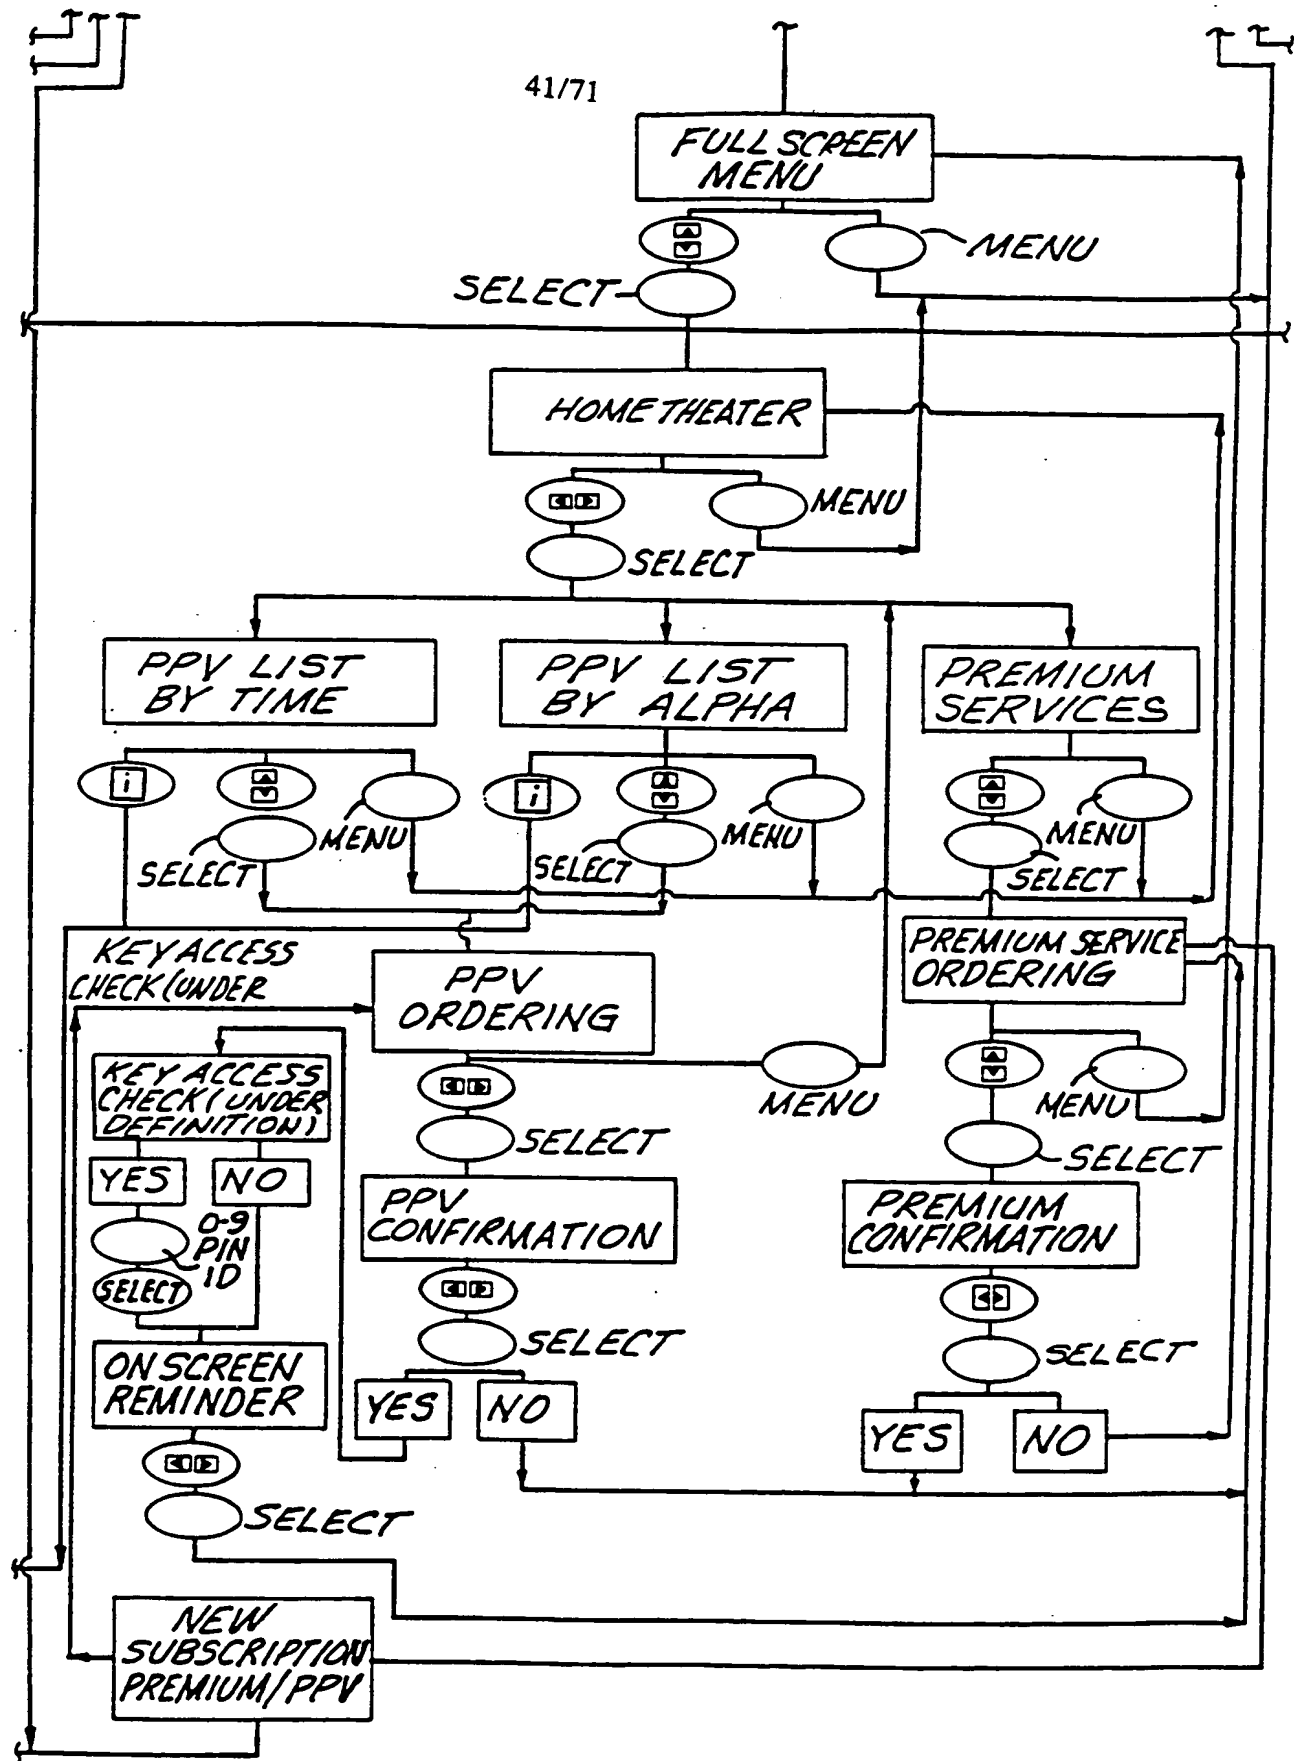 41/71
FULL SCREEN
MENU
MENU
SELECT
HOME THEATER
MENU
SELECT
PPV LIST
BY TIME
PPV LIST
BY ALPHA
PREMIUM
SERVICES
i
MENU
SELECT
i
MENU
SELECT
MENU
SELECT
KEY ACCESS
CHECK (UNDER
PPV
ORDERING
PREMIUM SERVICE
ORDERING
KEY ACCESS
CHECK (UNDER
DEFINITION)
MENU
MENU
SELECT
SELECT
YES
NO
0-9
PIN
ID
SELECT
PPV
CONFIRMATION
PREMIUM
CONFIRMATION
SELECT
SELECT
ON SCREEN
REMINDER
YES
NO
YES
NO
SELECT
NEW
SUBSCRIPTION
PREMIUM/PPV